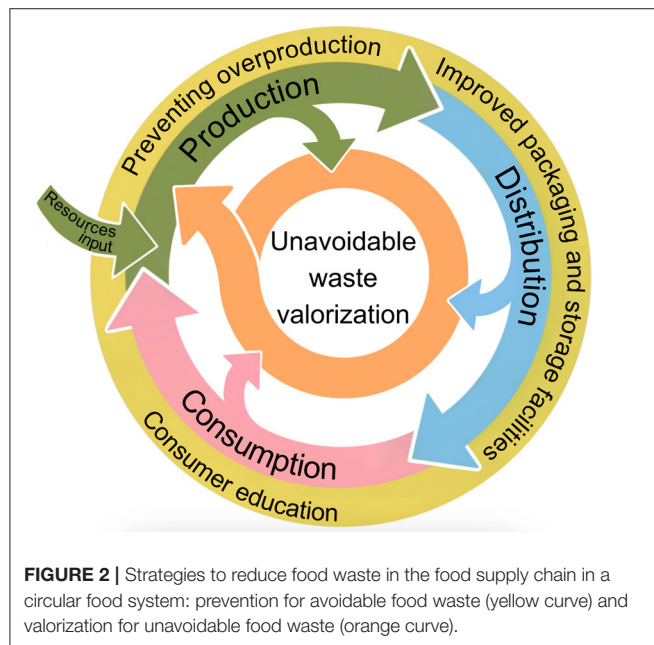 Preventing overproduction
Improved packaging and storage facilities
Production
Distribution
Resources
input
Unavoidable
waste
valorization
Consumption
Consumer education
FIGURE 2 | Strategies to reduce food waste in the food supply chain in a
circular food system: prevention for avoidable food waste (yellow curve) and
valorization for unavoidable food waste (orange curve).